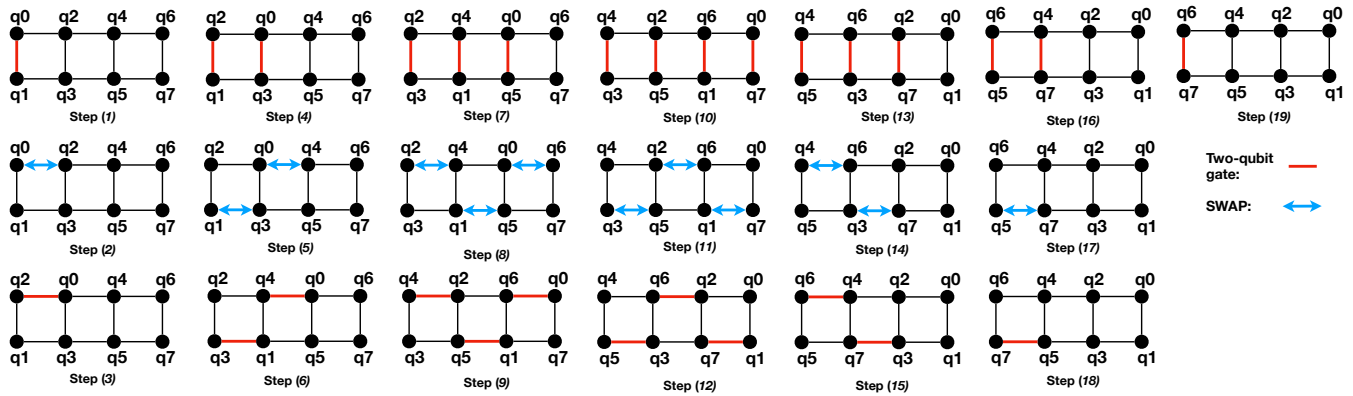 q0 q2 q4 q6
q1 q3 q5 q7
Step (1)
q2 q0 q4 q6
q1 q3 q5 q7
Step (4)
q2 q4 q0 q6
q3 q1 q5 q7
Step (7)
q4 q2 q6 q0
q3 q5 q1 q7
Step (10)
q4 q6 q2 q0
q5 q3 q7 q1
Step (13)
q6 q4 q2 q0
q5 q7 q3 q1
Step (16)
q6 q4 q2 q0
q7 q5 q3 q1
Step (19)
q0 q2 q4 q6
q1 q3 q5 q7
Step (2)
q2 q0 q4 q6
q1 q3 q5 q7
Step (5)
q2 q4 q0 q6
q3 q1 q5 q7
Step (8)
q4 q2 q6 q0
q3 q5 q1 q7
Step (11)
q4 q6 q2 q0
q5 q3 q7 q1
Step (14)
q6 q4 q2 q0
q5 q7 q3 q1
Step (17)
Two-qubit
gate:
SWAP:
q2 q0 q4 q6
q1 q3 q5 q7
Step (3)
q2 q4 q0 q6
q3 q1 q5 q7
Step (6)
q4 q2 q6 q0
q3 q5 q1 q7
Step (9)
q4 q6 q2 q0
q5 q3 q7 q1
Step (12)
q6 q4 q2 q0
q5 q7 q3 q1
Step (15)
q6 q4 q2 q0
q7 q5 q3 q1
Step (18)